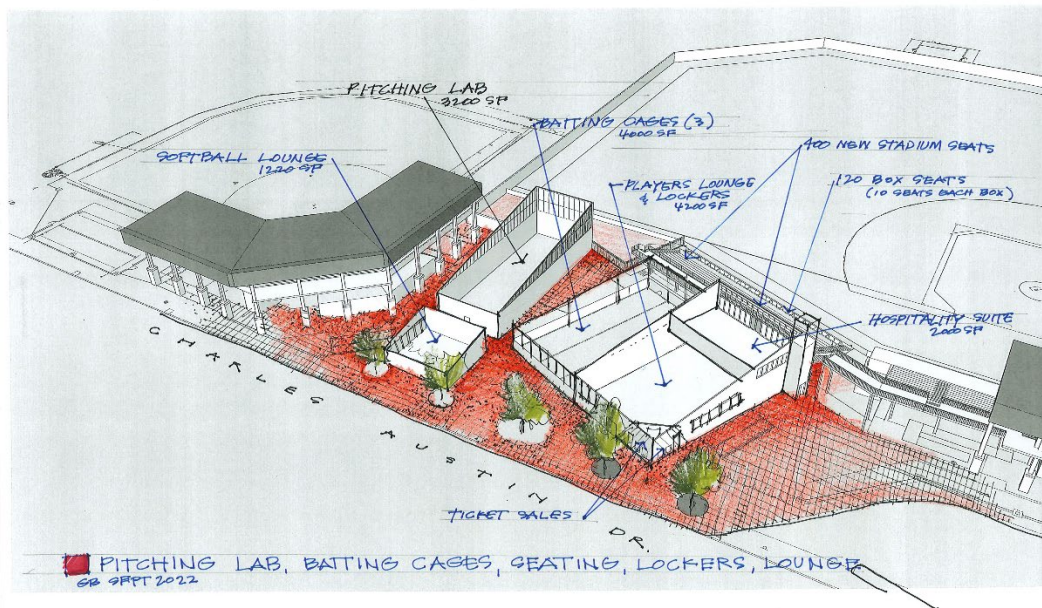 PITCHING LAB
3200 SF
BATTING CAGES (3)
4000 SF
SOFTBALL LOUNGE
1220 SF
400 NEW STADIUM SEATS
PLAYERS LOUNGE
& LOCKERS
4200 SF
120 BOX SEATS
(10 SEATS EACH BOX)
HOSPITALITY SUITE
2000 SF
CHARLES AUSTIN DR.
TICKET SALES
PITCHING LAB, BATTING CAGES, SEATING, LOCKERS, LOUNGE
GB SEPT 2022